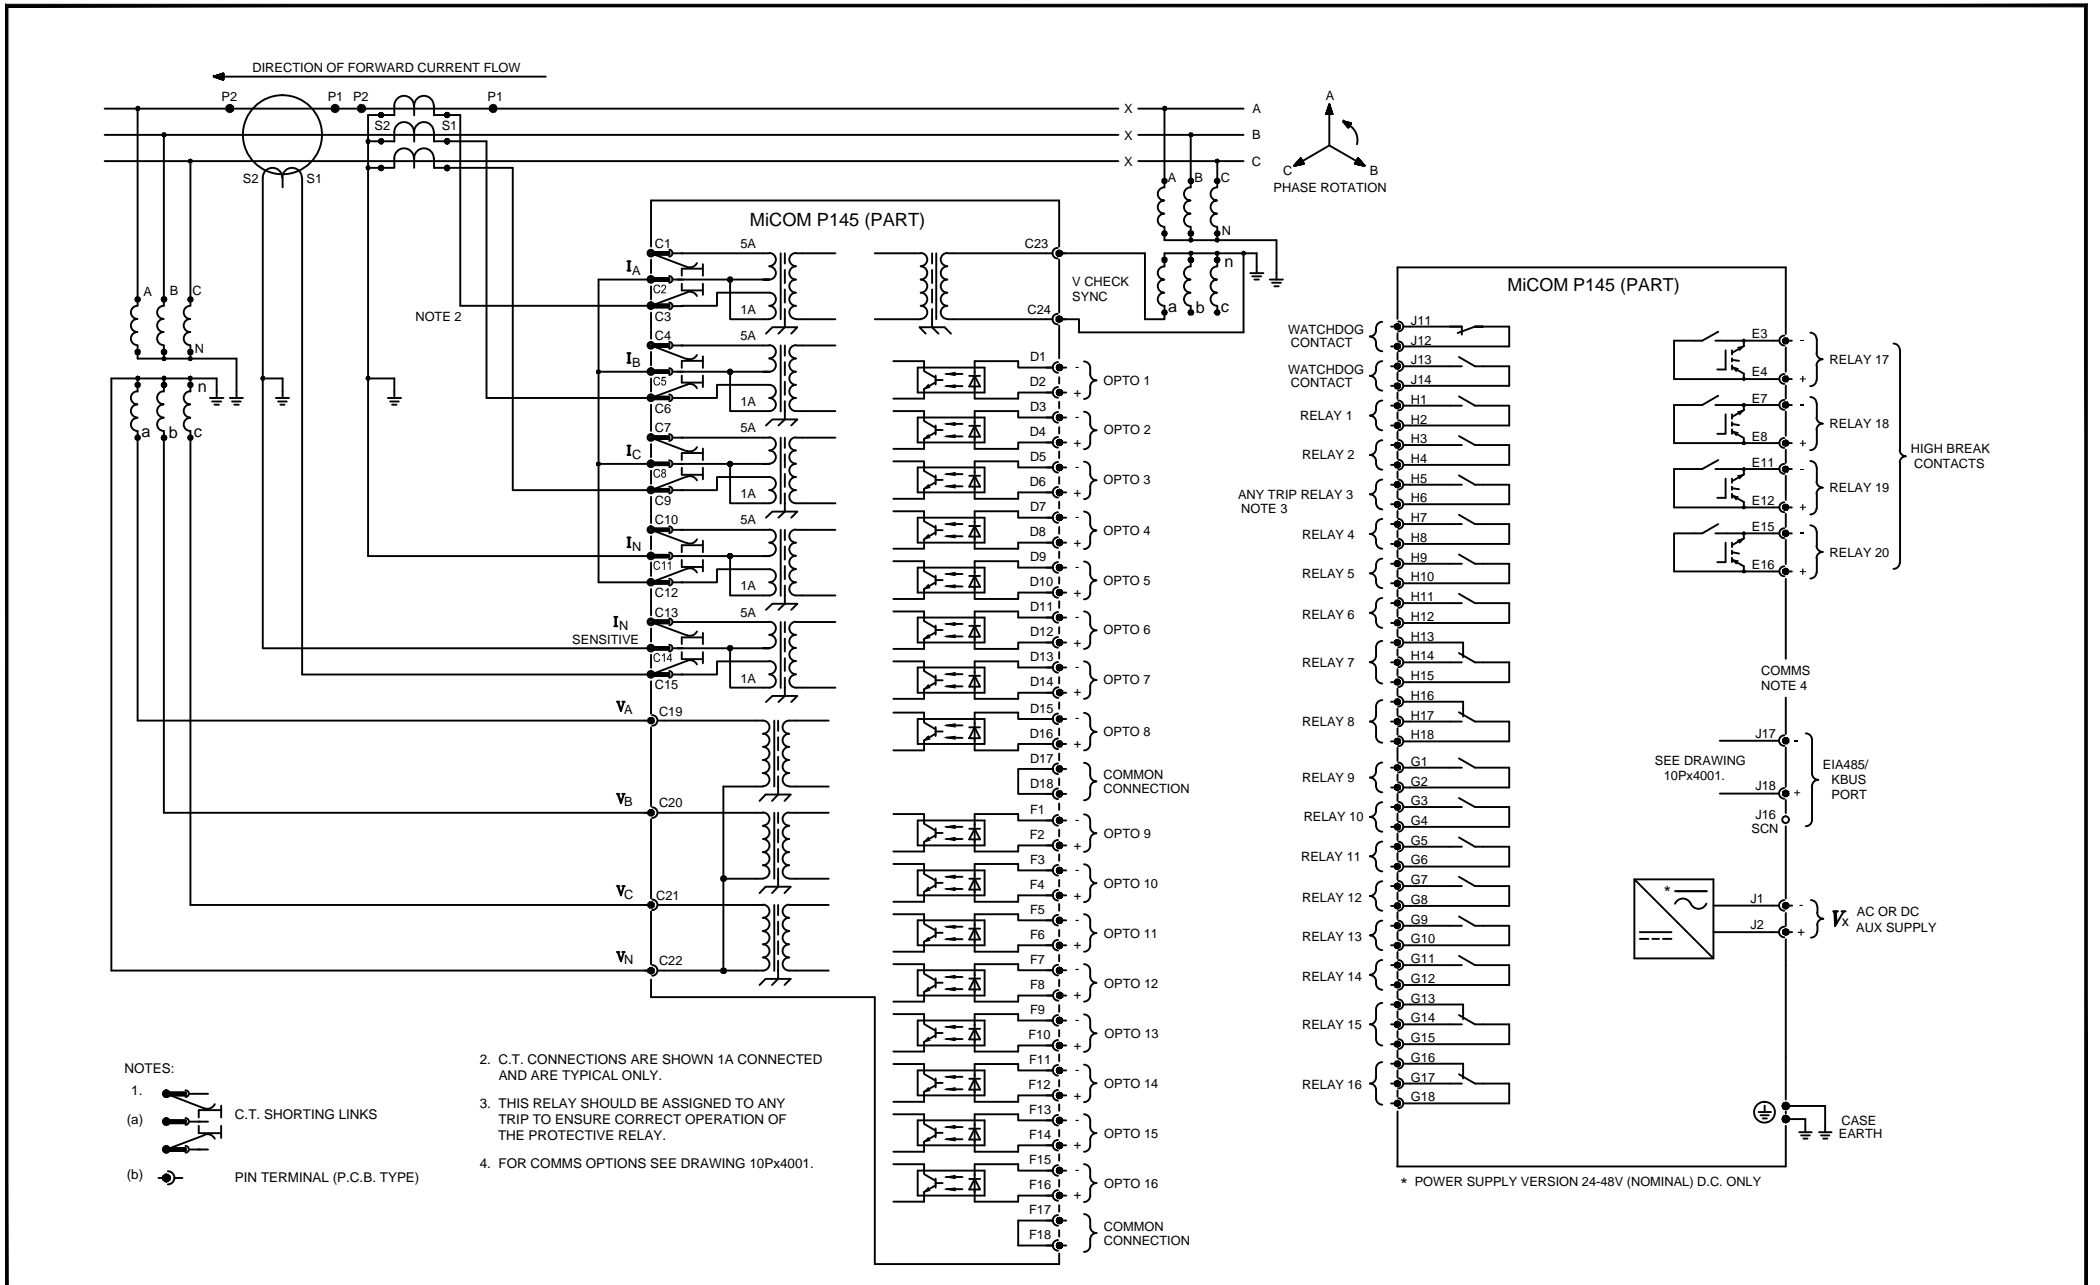 DIRECTION OF FORWARD CURRENT FLOW
P2
P1
P2
P1
S2
S1
S2
S1
X
A
X
B
X
C
A
B
C
N
n
a
b
c
A
C
B
PHASE ROTATION
A
B
C
N
n
a
b
c
NOTE 2
MiCOM P145 (PART)
IA
C1
C2
C3
5A
1A
IB
C4
C5
C6
5A
1A
IC
C7
C8
C9
5A
1A
IN
C10
C11
C12
5A
1A
IN
SENSITIVE
C13
C14
C15
5A
1A
VA
C19
VB
C20
VC
C21
VN
C22
C23
C24
V CHECK
SYNC
D1 -
D2 +
OPTO 1
D3 -
D4 +
OPTO 2
D5 -
D6 +
OPTO 3
D7 -
D8 +
OPTO 4
D9 -
D10 +
OPTO 5
D11 -
D12 +
OPTO 6
D13 -
D14 +
OPTO 7
D15 -
D16 +
OPTO 8
D17
D18
COMMON
CONNECTION
F1 -
F2 +
OPTO 9
F3 -
F4 +
OPTO 10
F5 -
F6 +
OPTO 11
F7 -
F8 +
OPTO 12
F9 -
F10 +
OPTO 13
F11 -
F12 +
OPTO 14
F13 -
F14 +
OPTO 15
F15 -
F16 +
OPTO 16
F17
F18
COMMON
CONNECTION
MiCOM P145 (PART)
WATCHDOG
CONTACT
J11
J12
WATCHDOG
CONTACT
J13
J14
RELAY 1
H1
H2
RELAY 2
H3
H4
ANY TRIP RELAY 3
NOTE 3
H5
H6
RELAY 4
H7
H8
RELAY 5
H9
H10
RELAY 6
H11
H12
RELAY 7
H13
H14
H15
RELAY 8
H16
H17
H18
RELAY 9
G1
G2
RELAY 10
G3
G4
RELAY 11
G5
G6
RELAY 12
G7
G8
RELAY 13
G9
G10
RELAY 14
G11
G12
RELAY 15
G13
G14
G15
RELAY 16
G16
G17
G18
E3 -
E4 +
RELAY 17
E7 -
E8 +
RELAY 18
E11 -
E12 +
RELAY 19
E15 -
E16 +
RELAY 20
HIGH BREAK
CONTACTS
COMMS
NOTE 4
J17 -
SEE DRAWING
10Px4001.
J18 +
J16
SCN
EIA485/
KBUS
PORT
*
J1 -
J2 +
Vx
AC OR DC
AUX SUPPLY
CASE
EARTH
* POWER SUPPLY VERSION 24-48V (NOMINAL) D.C. ONLY
NOTES:
1.
(a)
C.T. SHORTING LINKS
(b)
PIN TERMINAL (P.C.B. TYPE)
2. C.T. CONNECTIONS ARE SHOWN 1A CONNECTED
AND ARE TYPICAL ONLY.
3. THIS RELAY SHOULD BE ASSIGNED TO ANY
TRIP TO ENSURE CORRECT OPERATION OF
THE PROTECTIVE RELAY.
4. FOR COMMS OPTIONS SEE DRAWING 10Px4001.